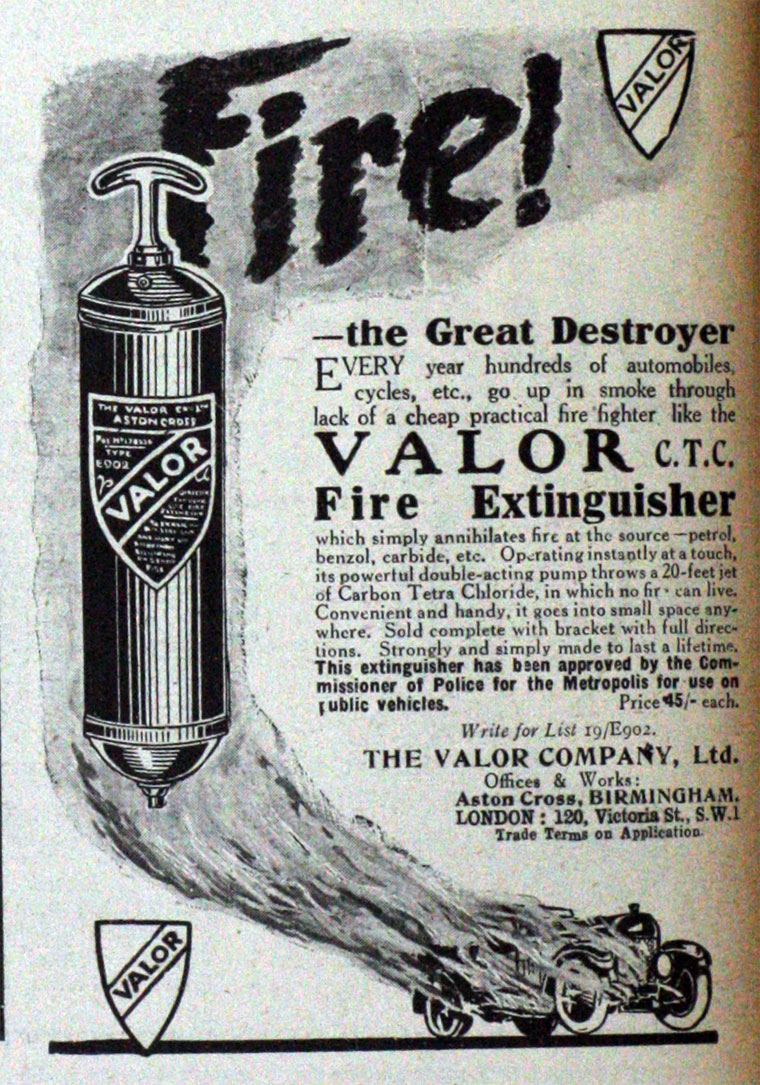 Fire!
VALOR
—the Great Destroyer
EVERY year hundreds of automobiles,
cycles, etc., go up in smoke through
lack of a cheap practical fire fighter like the
VALOR C.T.C.
Fire Extinguisher
which simply annihilates fire at the source—petrol,
benzol, carbide, etc. Operating instantly at a touch,
its powerful double-acting pump throws a 20-feet jet
of Carbon Tetra Chloride, in which no fir can live.
Convenient and handy, it goes into small space any-
where. Sold complete with bracket with full direc-
tions. Strongly and simply made to last a lifetime.
This extinguisher has been approved by the Com-
missioner of Police for the Metropolis for use on
public vehicles. Price 45/- each.
Write for List 19/E902.
THE VALOR COMPANY, Ltd.
Offices & Works:
Aston Cross, BIRMINGHAM.
LONDON: 120, Victoria St., S.W.1
Trade Terms on Application.
THE VALOR CO LTD
ASTON CROSS
TYPE
E902
VALOR
VALOR